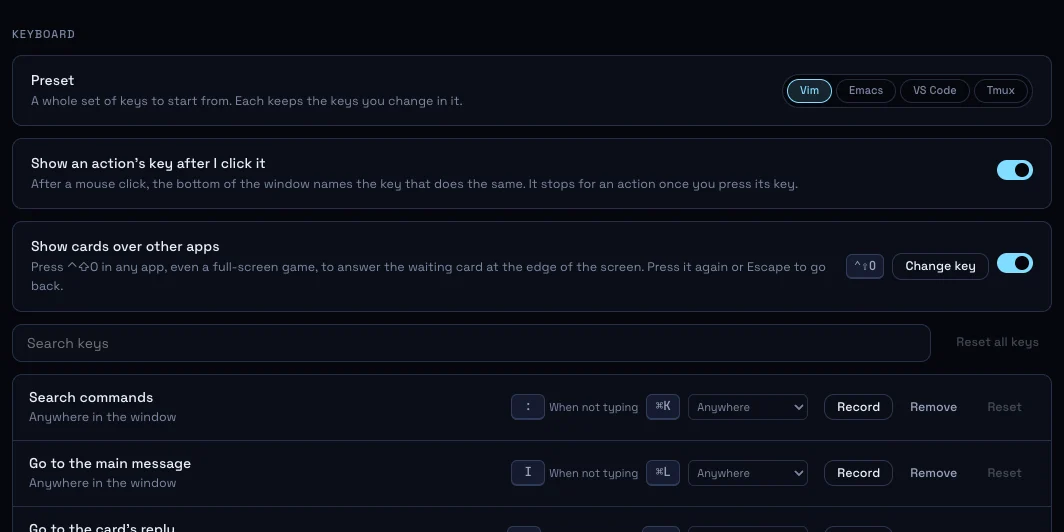 KEYBOARD
Preset
A whole set of keys to start from. Each keeps the keys you change in it.
Vim Emacs VS Code Tmux
Show an action's key after I click it
After a mouse click, the bottom of the window names the key that does the same. It stops for an action once you press its key.
Show cards over other apps
Press ⌃⇧O in any app, even a full-screen game, to answer the waiting card at the edge of the screen. Press it again or Escape to go
back.
⌃⇧O Change key
Search keys
Reset all keys
Search commands
Anywhere in the window
: When not typing ⌘K Anywhere Record Remove Reset
Go to the main message
Anywhere in the window
I When not typing ⌘L Anywhere Record Remove Reset
Go to the card's reply